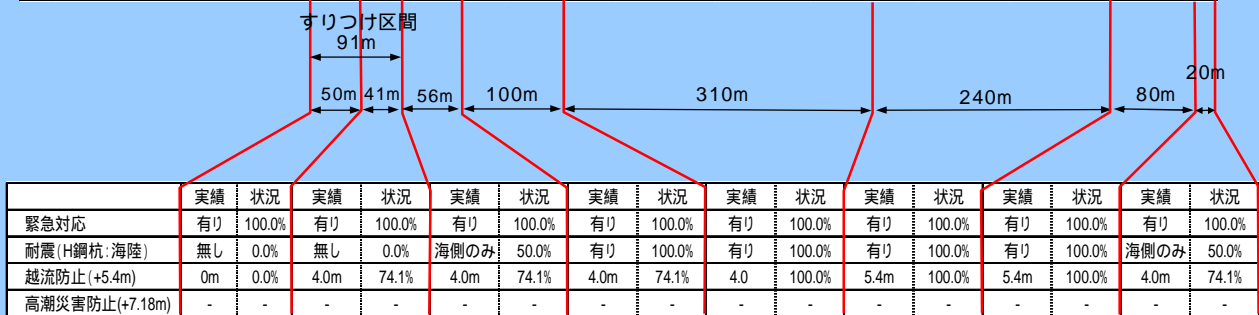 すりつけ区間
91m
20m
50m 41m 56m 100m 310m 240m 80m
実績 状況 実績 状況 実績 状況 実績 状況 実績 状況 実績 状況 実績 状況 実績 状況
緊急対応 有り 100.0% 有り 100.0% 有り 100.0% 有り 100.0% 有り 100.0% 有り 100.0% 有り 100.0% 有り 100.0%
耐震(H鋼杭:海陸) 無し 0.0% 無し 0.0% 海側のみ 50.0% 有り 100.0% 有り 100.0% 有り 100.0% 有り 100.0% 海側のみ 50.0%
越流防止(+5.4m) 0m 0.0% 4.0m 74.1% 4.0m 74.1% 4.0m 74.1% 4.0 100.0% 5.4m 100.0% 5.4m 100.0% 4.0m 74.1%
高潮災害防止(+7.18m) - - - - - - - - - - - - - - - -